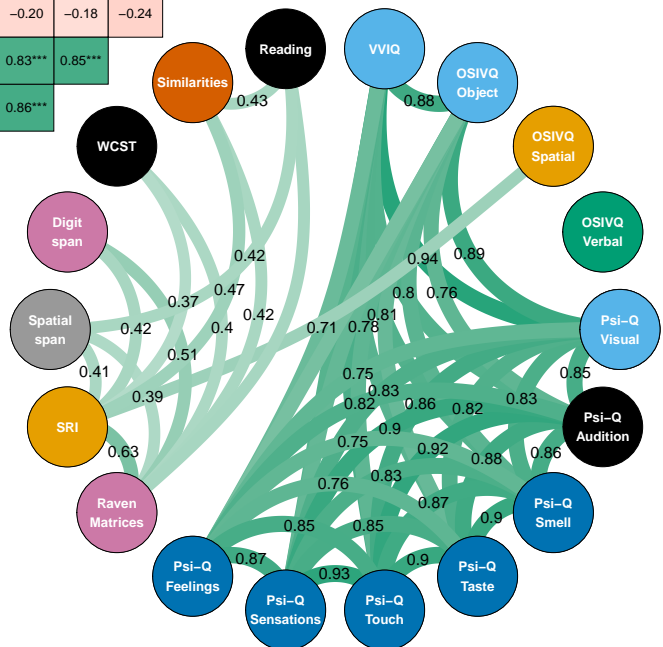 −0.20 −0.18 −0.24
0.83*** 0.85***
0.86***
Reading
VVIQ
Similarities
OSIVQ
Object
0.43
0.88
WCST
OSIVQ
Spatial
Digit
span
OSIVQ
Verbal
0.42
0.94
0.89
0.47
0.8
0.76
0.37
0.42
0.81
Spatial
span
0.42
0.4
0.71
0.78
Psi−Q
Visual
0.51
0.41
0.75
0.85
0.39
0.83
0.83
0.82
0.86
0.82
SRI
0.9
Psi−Q
Audition
0.63
0.75
0.92
0.86
0.88
0.76
0.83
Raven
Matrices
0.87
Psi−Q
Smell
0.85
0.85
0.9
0.87
0.93
0.9
Psi−Q
Feelings
Psi−Q
Taste
Psi−Q
Sensations
Psi−Q
Touch